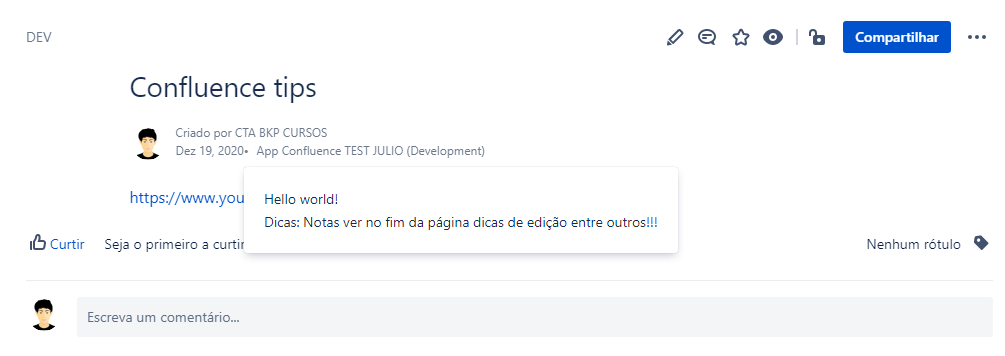 DEV
Compartilhar
Confluence tips
Criado por CTA BKP CURSOS
Dez 19, 2020• App Confluence TEST JULIO (Development)
https://www.you
Hello world!
Dicas: Notas ver no fim da página dicas de edição entre outros!!!
Curtir Seja o primeiro a curtir
Nenhum rótulo
Escreva um comentário...